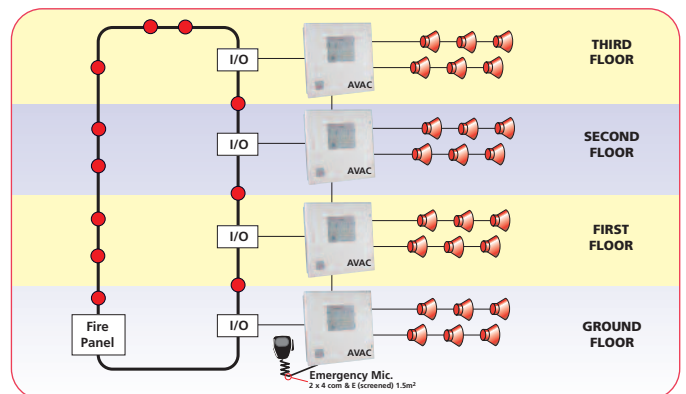 I/O
AVAC
THIRD
FLOOR
I/O
AVAC
SECOND
FLOOR
I/O
AVAC
FIRST
FLOOR
Fire
Panel
I/O
AVAC
GROUND
FLOOR
Emergency Mic.
2 x 4 com & E (screened) 1.5m²